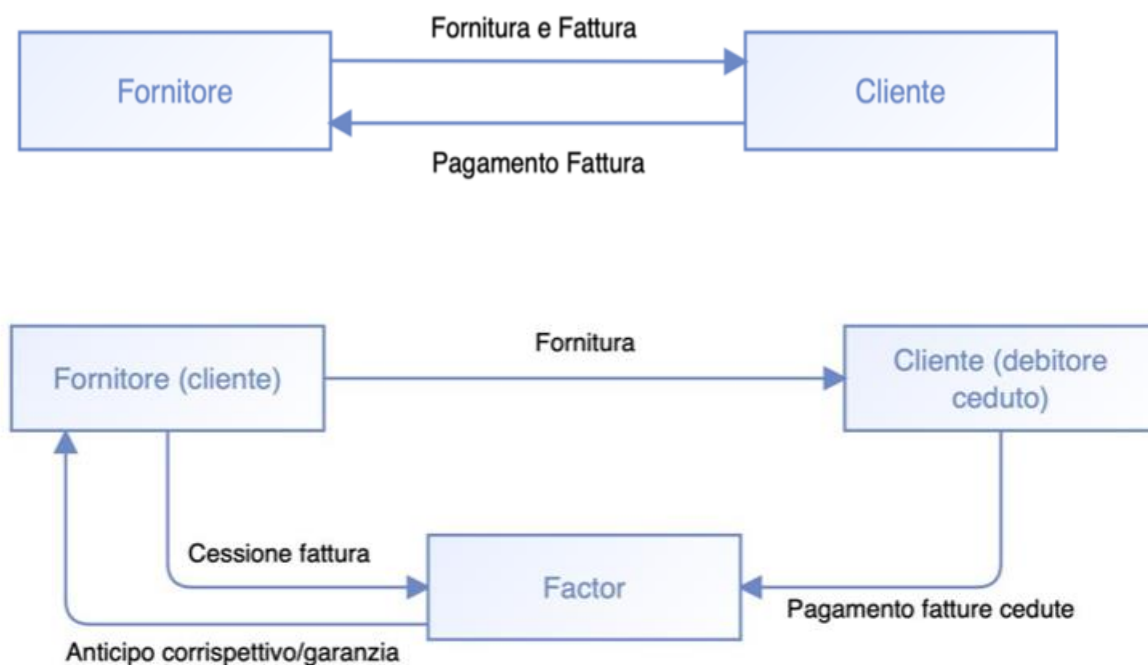 Fornitura e Fattura
Fornitore
Cliente
Pagamento Fattura
Fornitura
Fornitore (cliente)
Cliente (debitore
ceduto)
Cessione fattura
Factor
Pagamento fatture cedute
Anticipo corrispettivo/garanzia